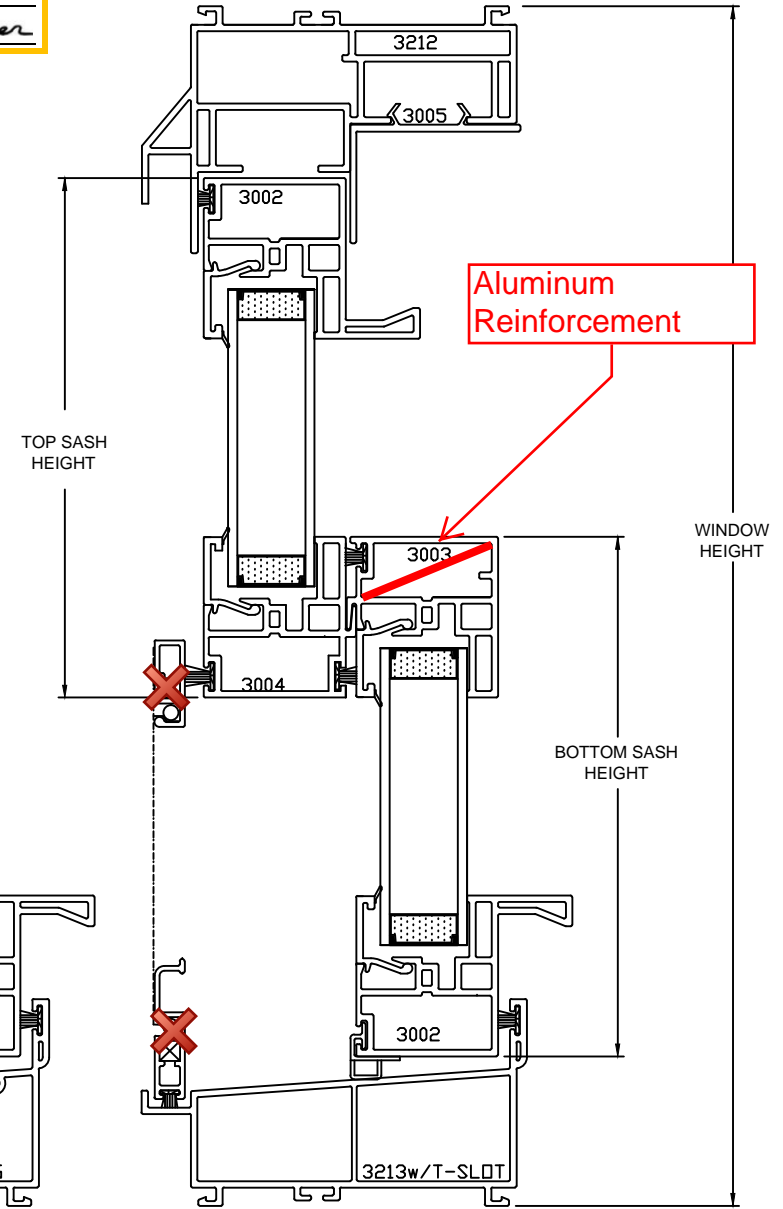 3212
3005
3002
Aluminum
Reinforcement
TOP SASH
HEIGHT
WINDOW
HEIGHT
3003
3004
BOTTOM SASH
HEIGHT
3002
3213w/T-SLOT